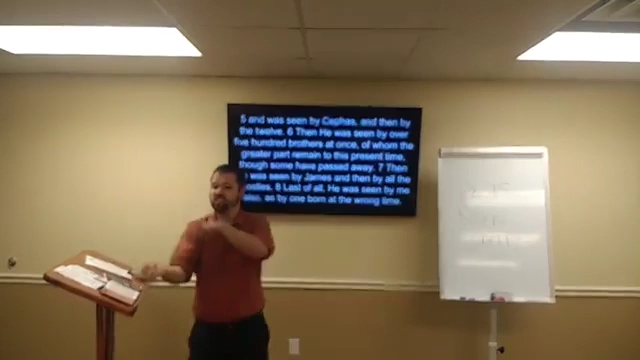 5 and was seen by Cephas, and then by
the twelve. 6 Then He was seen by over
five hundred brothers at once, of whom the
greater part remain to this present time,
though some have passed away. 7 Then
was seen by James and then by all the
8 Last of all, He was seen by me
as by one born at the wrong time.